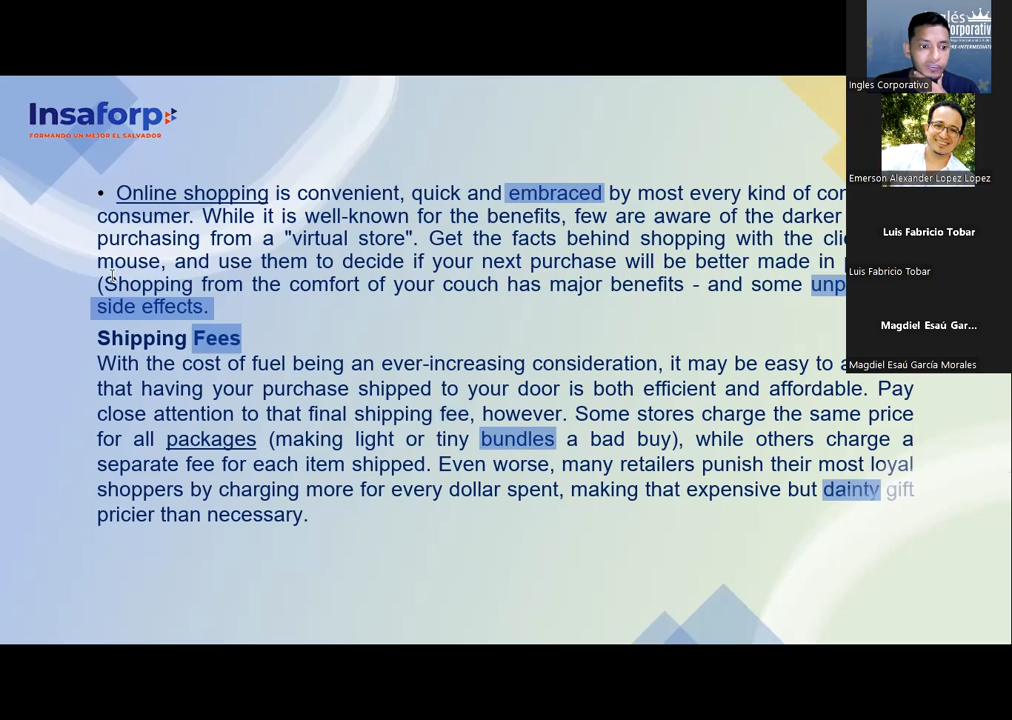 Inglés
Corporativ
RE-INTERMEDIATE
Ingles Corporativo
Insaforp
FORMANDO UN MEJOR EL SALVADOR
Emerson Alexander Lopez Lopez
• Online shopping is convenient, quick and embraced by most every kind of
consumer. While it is well-known for the benefits, few are aware of the darker
purchasing from a "virtual store". Get the facts behind shopping with the
mouse, and use them to decide if your next purchase will be better made in
(Shopping from the comfort of your couch has major benefits - and some
side effects.
Luis Fabricio Tobar
Luis Fabricio Tobar
Magdiel Esaú Gar...
Magdiel Esaú García Morales
Shipping Fees
With the cost of fuel being an ever-increasing consideration, it may be easy to
that having your purchase shipped to your door is both efficient and affordable. Pay
close attention to that final shipping fee, however. Some stores charge the same price
for all packages (making light or tiny bundles a bad buy), while others charge a
separate fee for each item shipped. Even worse, many retailers punish their most loyal
shoppers by charging more for every dollar spent, making that expensive but dainty gift
pricier than necessary.